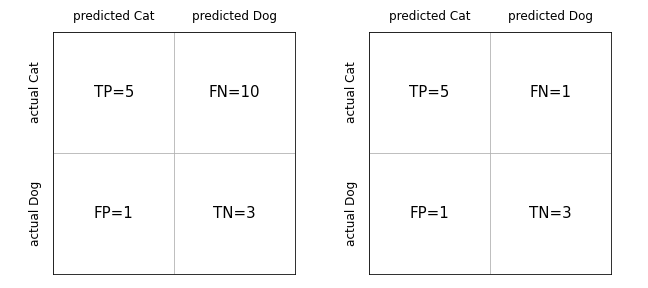 predicted Cat predicted Dog
actual Cat
TP=5 FN=10
actual Dog
FP=1 TN=3
predicted Cat predicted Dog
actual Cat
TP=5 FN=1
actual Dog
FP=1 TN=3